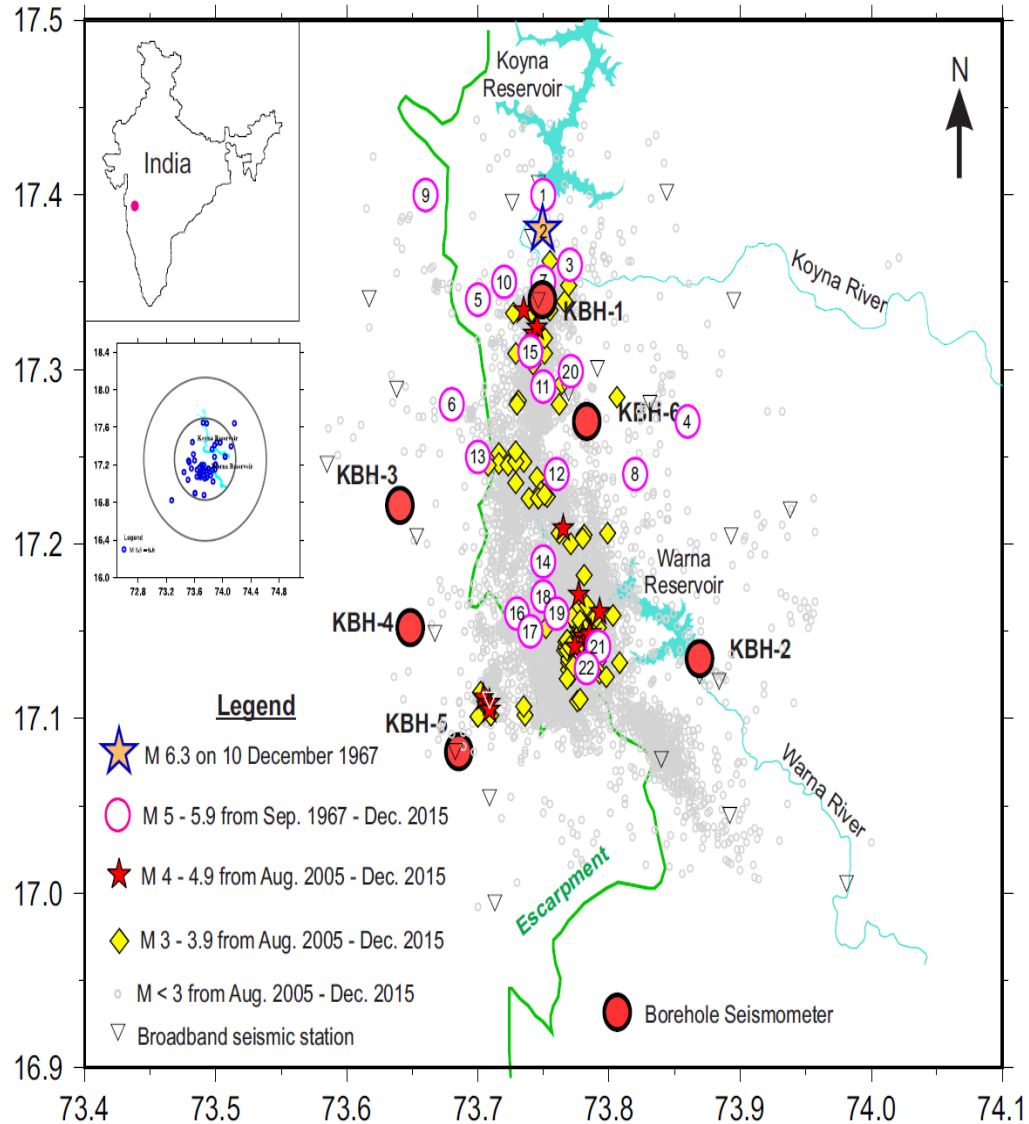 17.5
17.4
17.3
17.2
17.1
17.0
16.9
73.4
73.5
73.6
73.7
73.8
73.9
74.0
74.1
India
18.4
18.0
17.6
17.2
16.8
16.4
16.0
72.8
73.2
73.6
74.0
74.4
74.8
Koyna Reservoir
Legend
Koyna
Reservoir
N
Koyna River
1
2
3
9
10
7
5
KBH-1
15
20
11
6
KBH-6
4
13
12
8
KBH-3
14
Warna
Reservoir
18
16
19
17
21
22
KBH-4
KBH-2
KBH-5
Warna River
Escarpment
Legend
M 6.3 on 10 December 1967
M 5 - 5.9 from Sep. 1967 - Dec. 2015
M 4 - 4.9 from Aug. 2005 - Dec. 2015
M 3 - 3.9 from Aug. 2005 - Dec. 2015
M < 3 from Aug. 2005 - Dec. 2015
Broadband seismic station
Borehole Seismometer